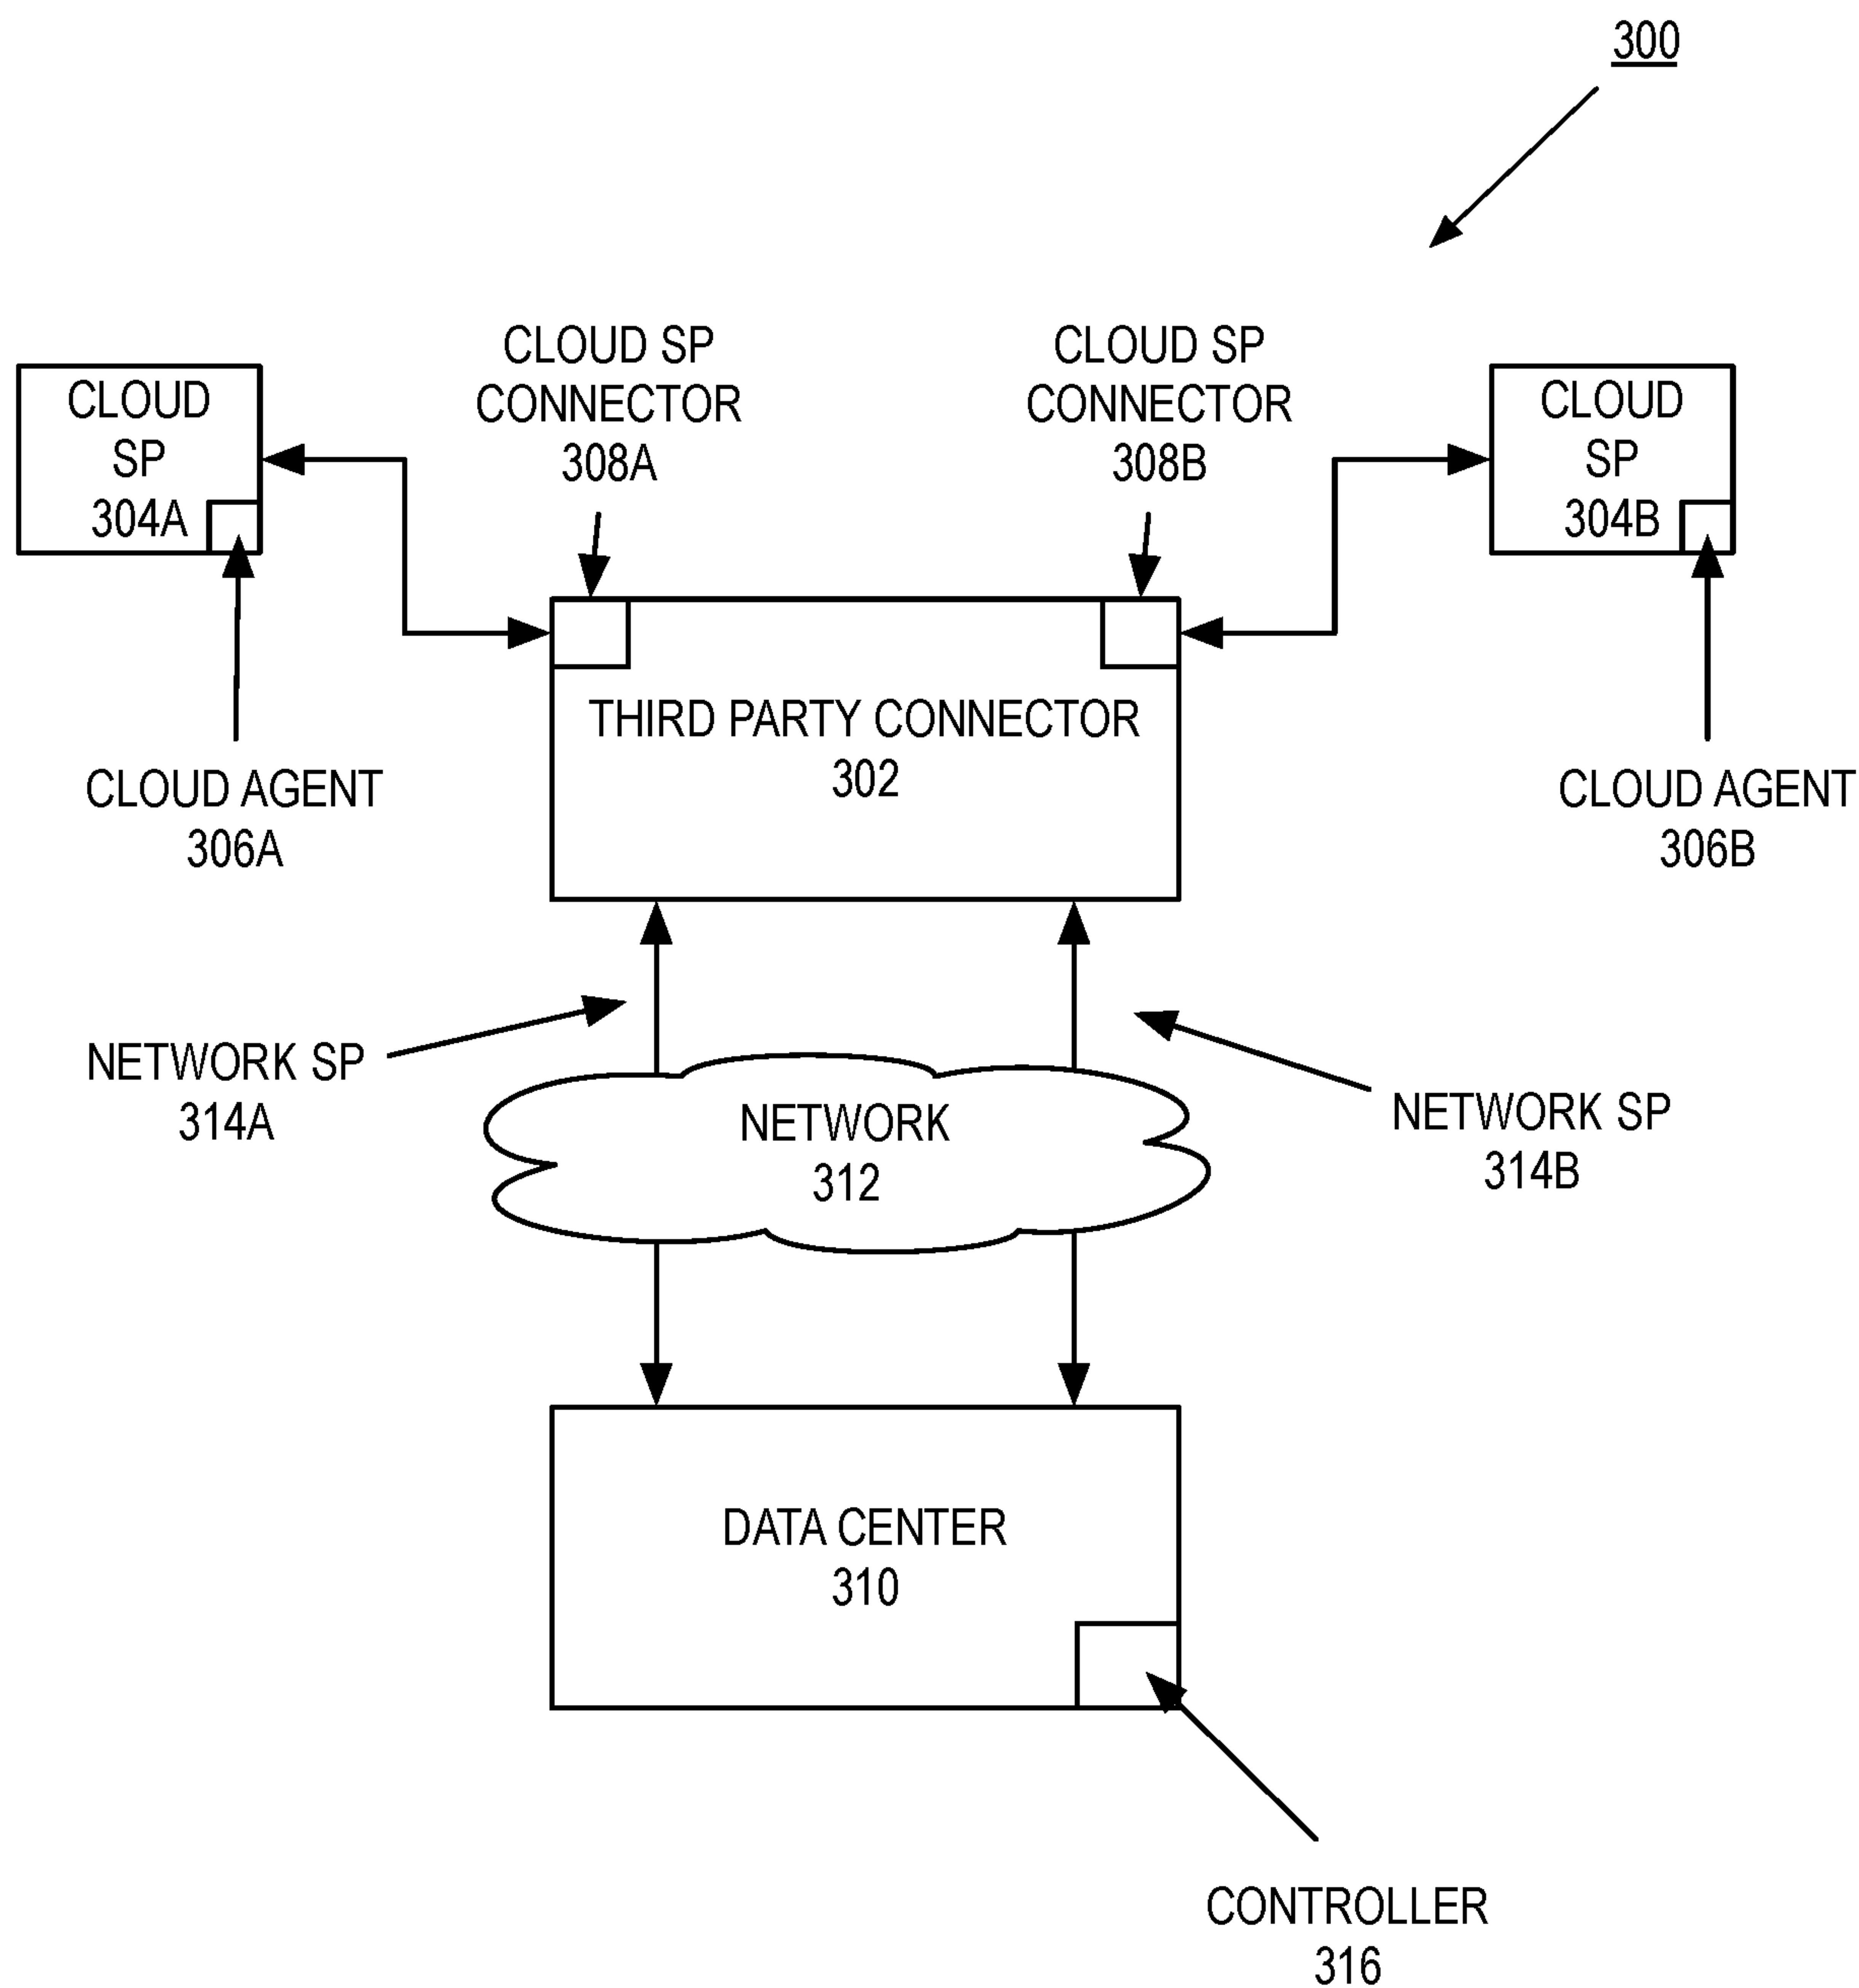 300
CLOUD SP
CONNECTOR
308A
CLOUD SP
CONNECTOR
308B
CLOUD
SP
304A
CLOUD
SP
304B
THIRD PARTY CONNECTOR
302
CLOUD AGENT
306A
CLOUD AGENT
306B
NETWORK SP
314A
NETWORK
312
NETWORK SP
314B
DATA CENTER
310
CONTROLLER
316